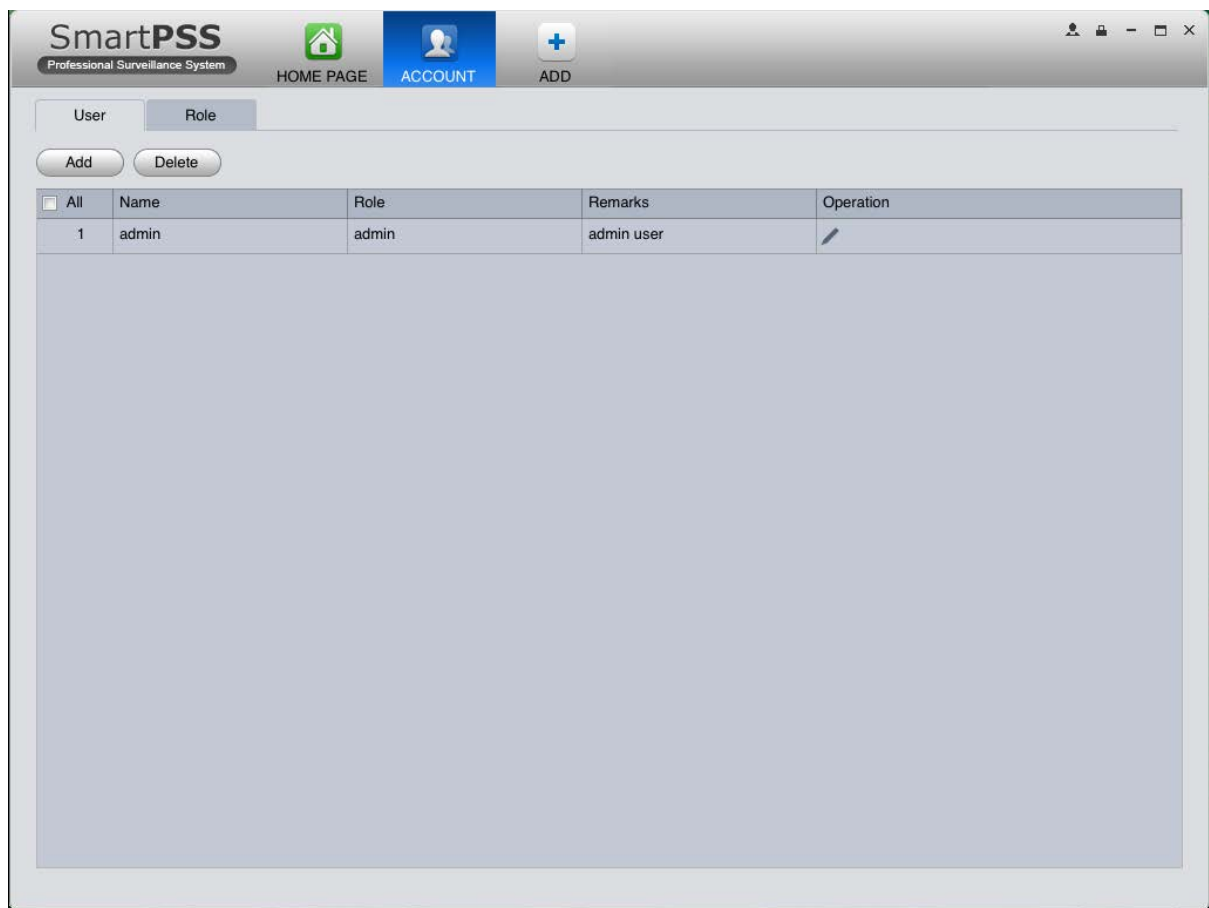 SmartPSS
Professional Surveillance System
HOME PAGE ACCOUNT ADD
User Role
Add Delete
All Name Role Remarks Operation
1 admin admin admin user